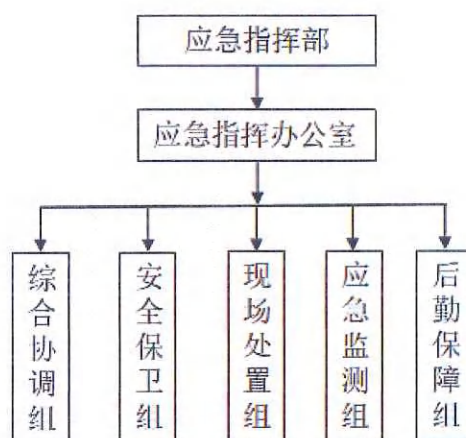 应急指挥部
应急指挥办公室
综合协调组
安全保卫组
现场处置组
应急监测组
后勤保障组